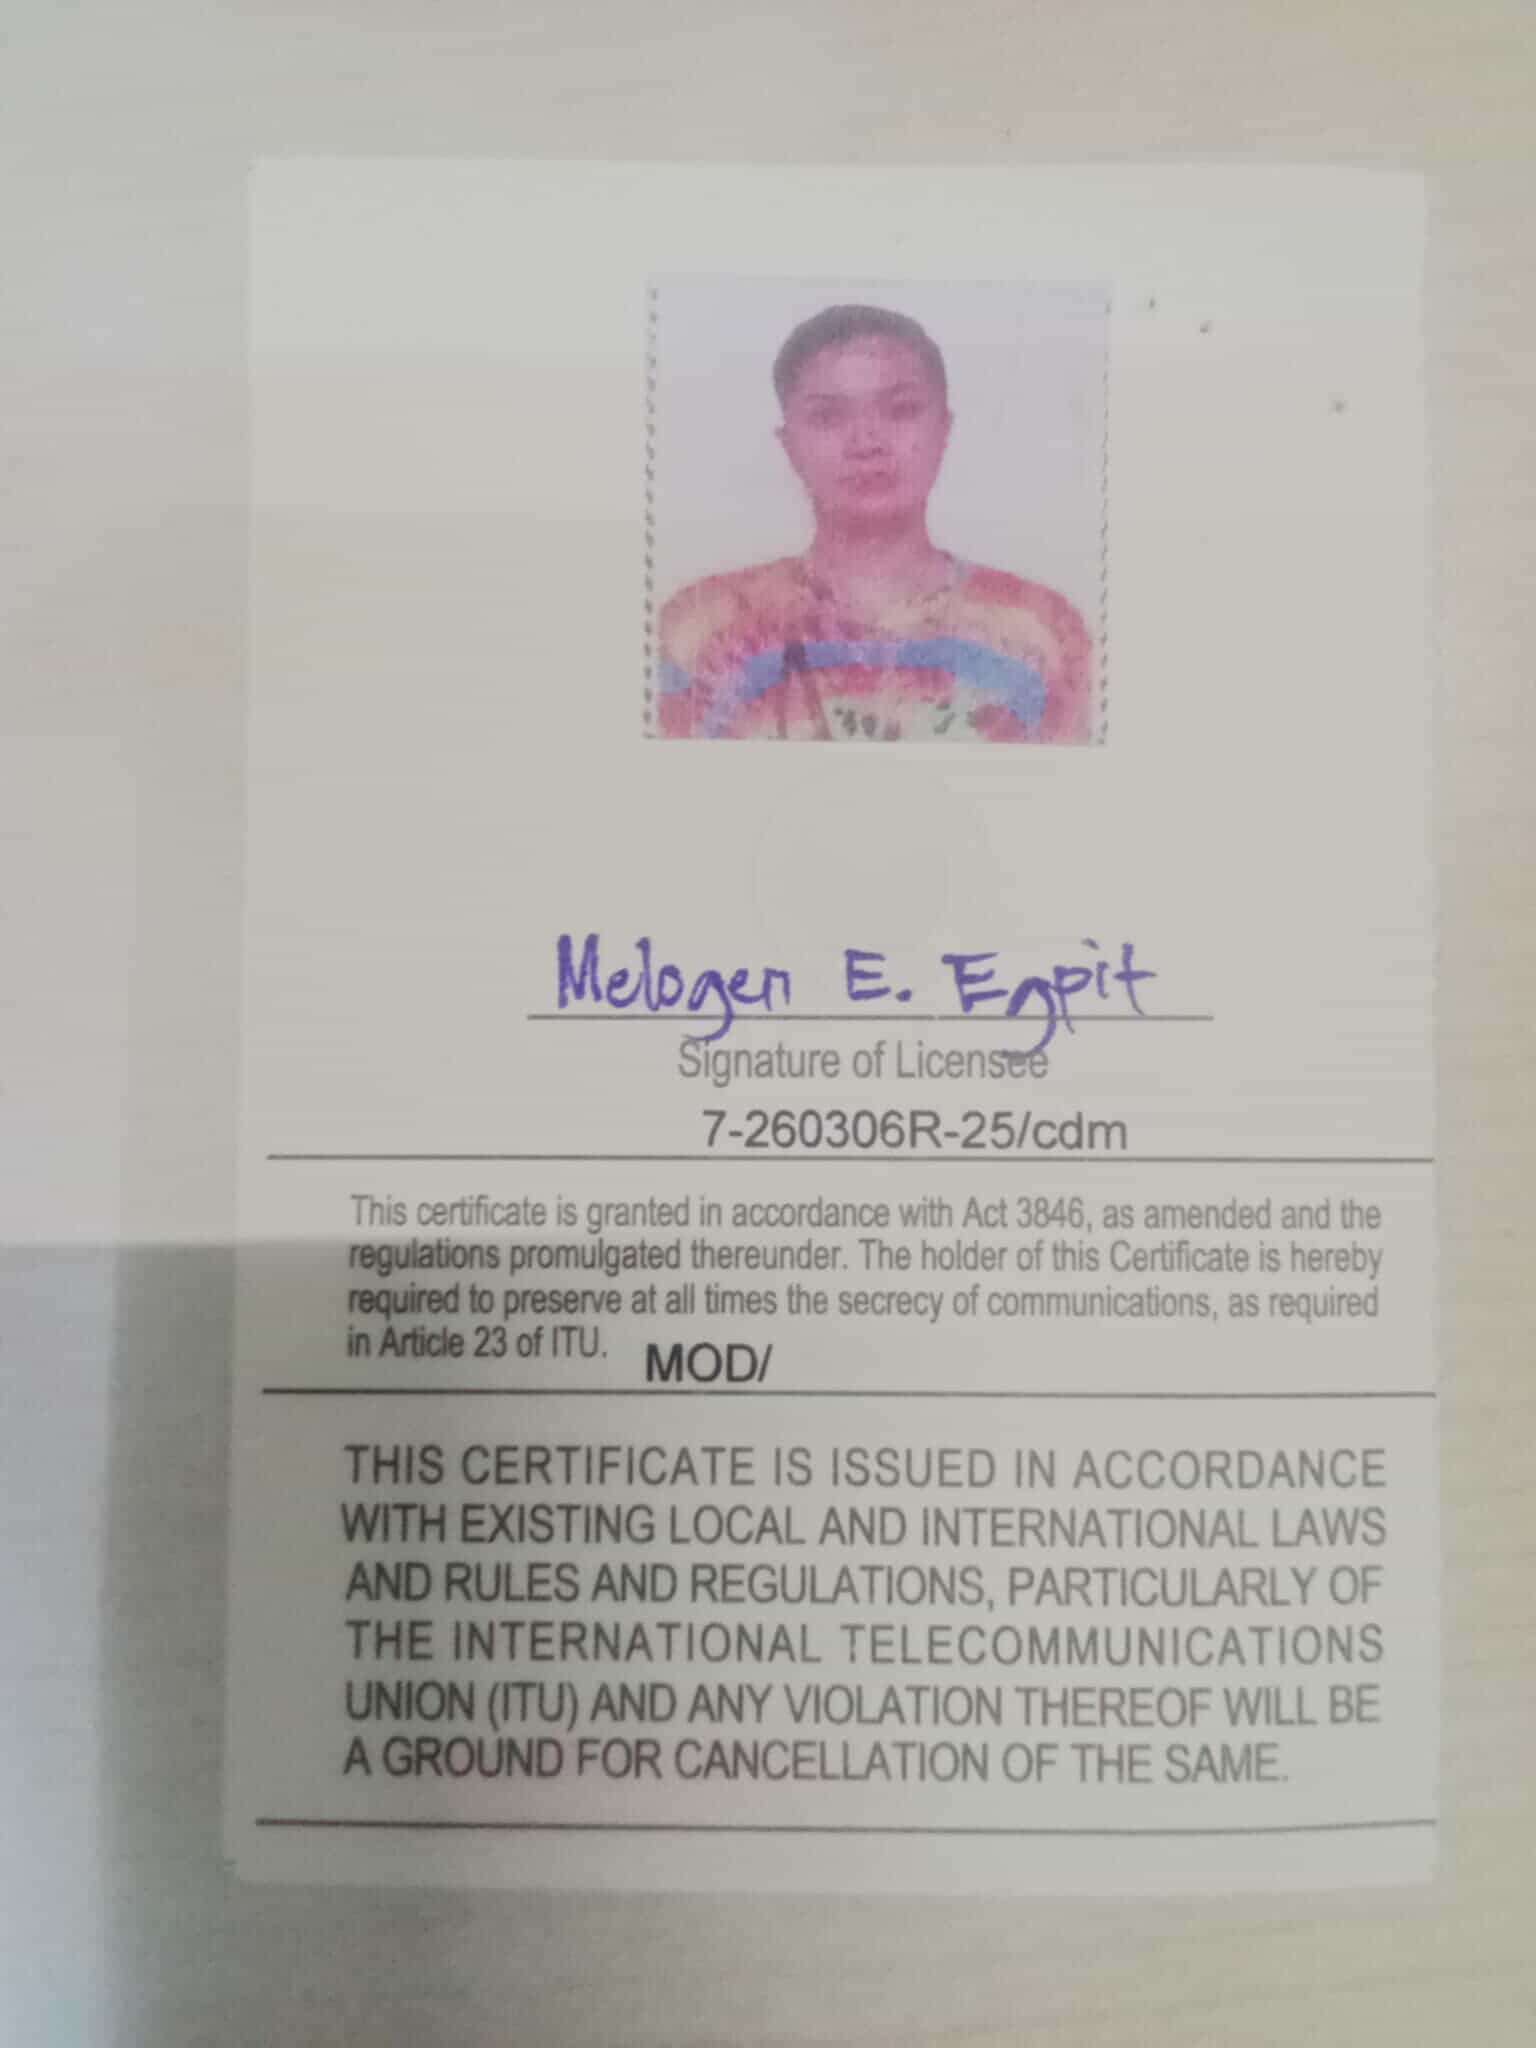 Melogen E. Egpit
Signature of Licensee
7-260306R-25/cdm
This certificate is granted in accordance with Act 3846, as amended and the
regulations promulgated thereunder. The holder of this Certificate is hereby
required to preserve at all times the secrecy of communications, as required
in Article 23 of ITU. MOD/
THIS CERTIFICATE IS ISSUED IN ACCORDANCE
WITH EXISTING LOCAL AND INTERNATIONAL LAWS
AND RULES AND REGULATIONS, PARTICULARLY OF
THE INTERNATIONAL TELECOMMUNICATIONS
UNION (ITU) AND ANY VIOLATION THEREOF WILL BE
A GROUND FOR CANCELLATION OF THE SAME.